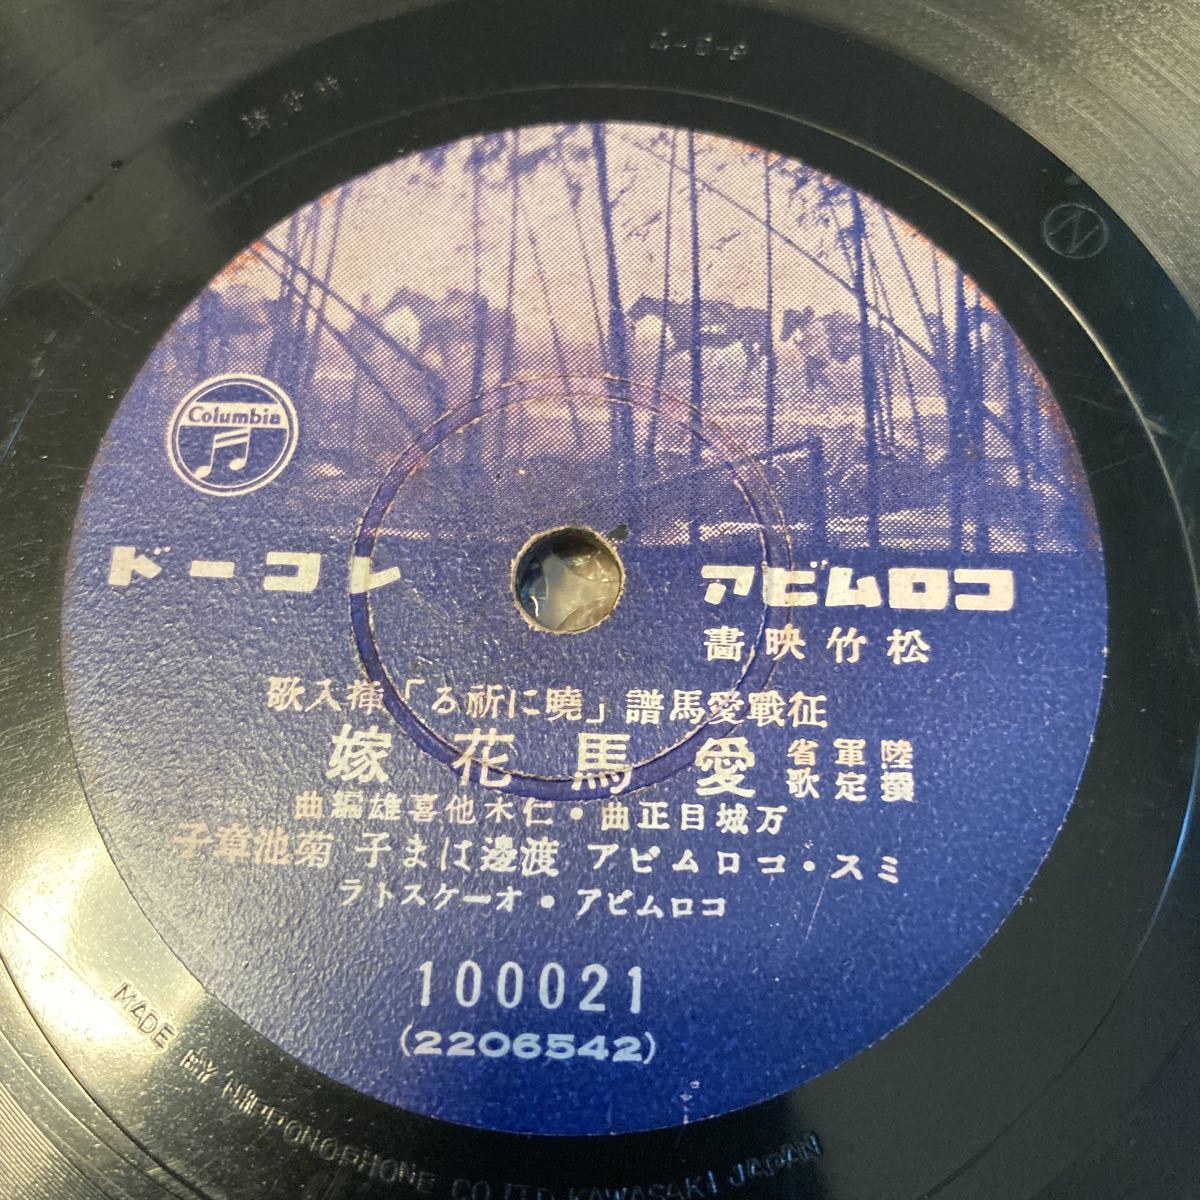 Columbia
コロムビア レコード
松竹映畫
征戰愛馬譜「曉に祈る」挿入歌
陸軍省
撰定歌
愛馬花嫁
万城目正曲・仁木他喜雄編曲
ミス・コロムビア 渡邊はま子 菊池章子
コロムビア・オーケストラ
100021
(2206542)
N
MADE BY NIPPONOPHONE CO LTD KAWASAKI JAPAN